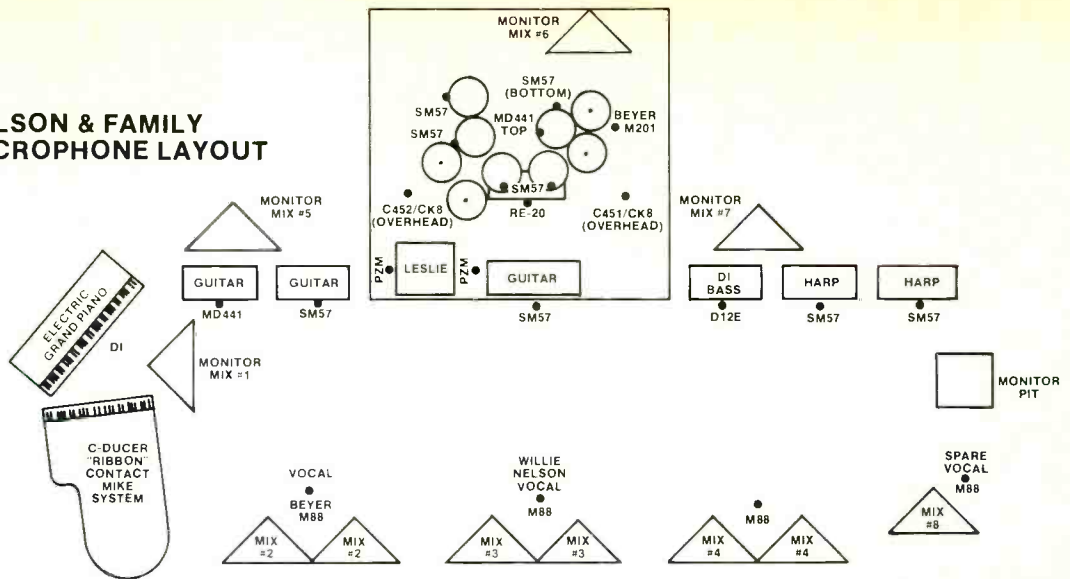 LSON & FAMILY
CROPHONE LAYOUT
MONITOR
MIX #6
SM57
(BOTTOM)
SM57
MD441
TOP
BEYER
M201
SM57
SM57
RE-20
C452/CK8
(OVERHEAD)
C451/CK8
(OVERHEAD)
MONITOR
MIX #5
MONITOR
MIX #7
GUITAR
MD441
GUITAR
SM57
PZM
LESLIE
PZM
GUITAR
SM57
DI
BASS
D12E
HARP
SM57
HARP
SM57
ELECTRIC
GRAND PIANO
DI
MONITOR
MIX #1
MONITOR
PIT
C-DUCER
"RIBBON"
CONTACT
MIKE
SYSTEM
VOCAL
BEYER
M88
WILLIE
NELSON
VOCAL
M88
M88
SPARE
VOCAL
M88
MIX
#2
MIX
#2
MIX
#3
MIX
#3
MIX
#4
MIX
#4
MIX
#8